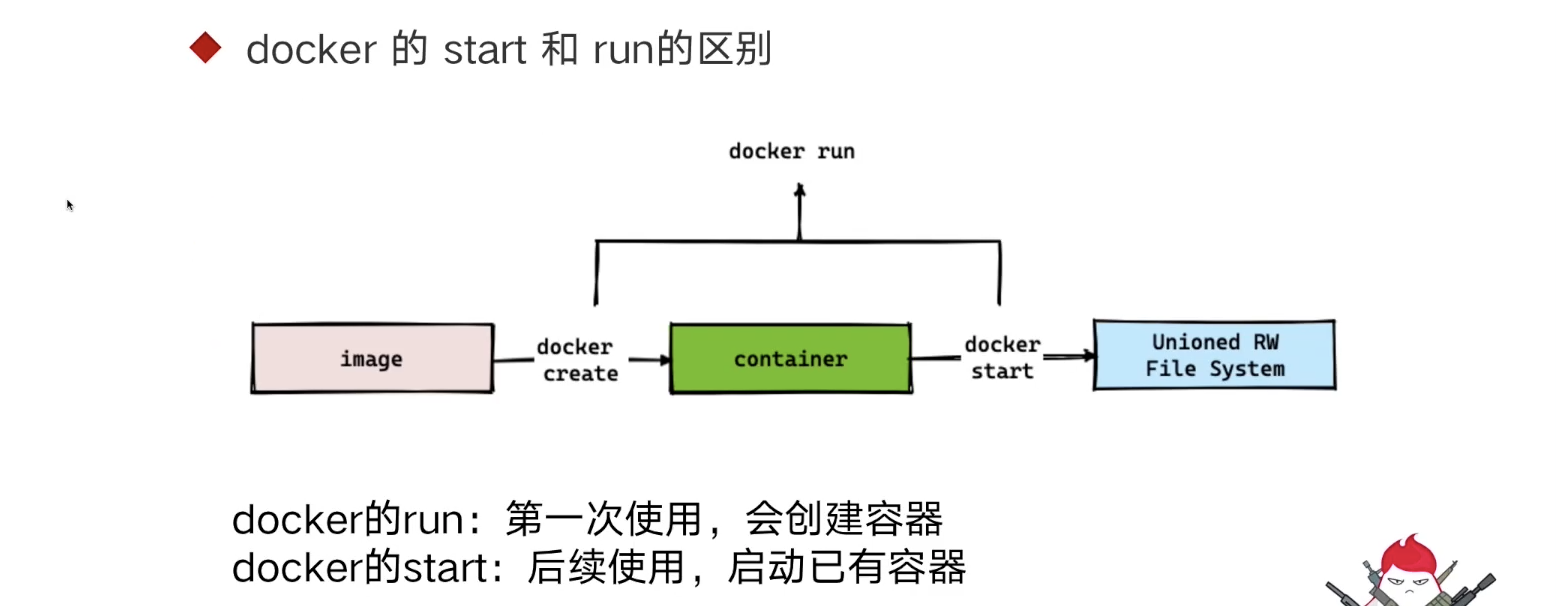 docker 的 start 和 run的区别
docker run
image
docker
create
container
docker
start
Unioned RW
File System
docker的run：第一次使用，会创建容器
docker的start：后续使用，启动已有容器